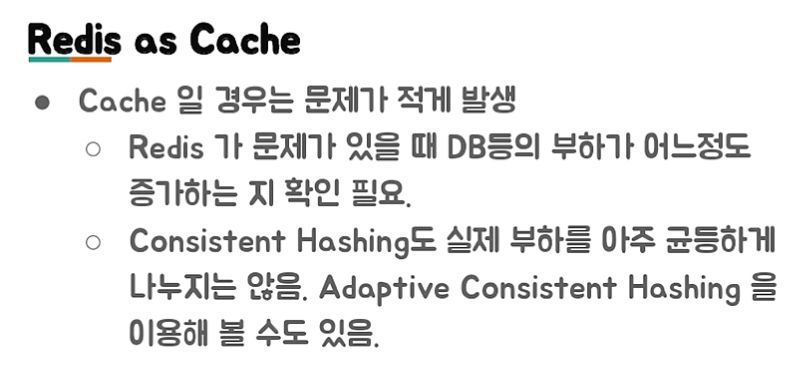 Redis as Cache
● Cache 일 경우는 문제가 적게 발생
○ Redis 가 문제가 있을 때 DB등의 부하가 어느정도
증가하는 지 확인 필요.
○ Consistent Hashing도 실제 부하를 아주 균등하게
나누지는 않음. Adaptive Consistent Hashing 을
이용해 볼 수도 있음.